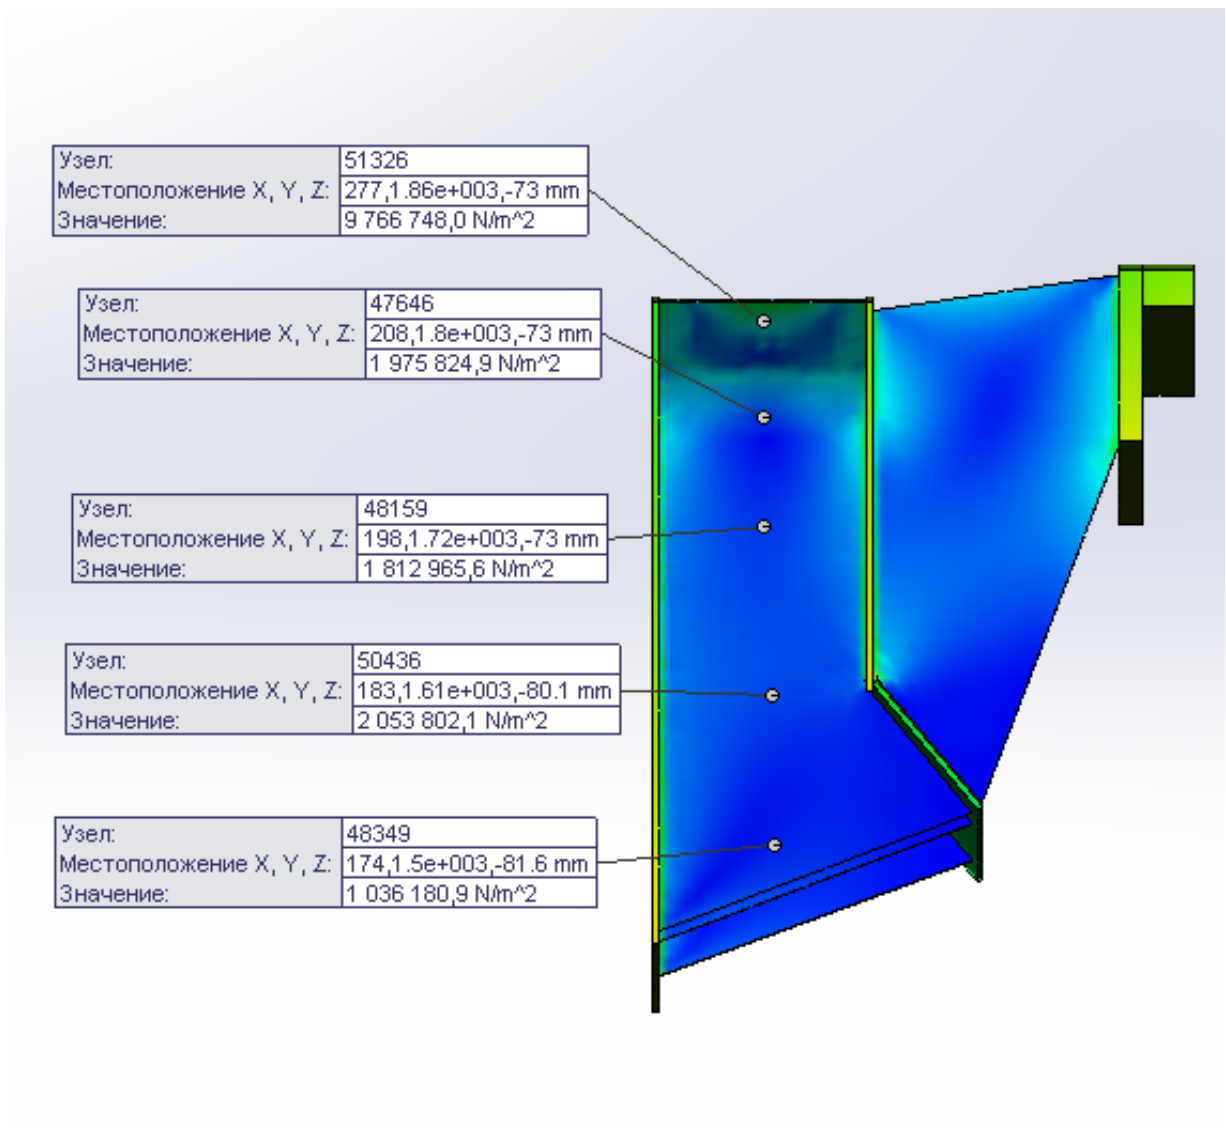 Узел: 51326
Местоположение X, Y, Z: 277,1.86e+003,-73 mm
Значение: 9 766 748,0 N/m^2
Узел: 47646
Местоположение X, Y, Z: 208,1.8e+003,-73 mm
Значение: 1 975 824,9 N/m^2
Узел: 48159
Местоположение X, Y, Z: 198,1.72e+003,-73 mm
Значение: 1 812 965,6 N/m^2
Узел: 50436
Местоположение X, Y, Z: 183,1.61e+003,-80.1 mm
Значение: 2 053 802,1 N/m^2
Узел: 48349
Местоположение X, Y, Z: 174,1.5e+003,-81.6 mm
Значение: 1 036 180,9 N/m^2